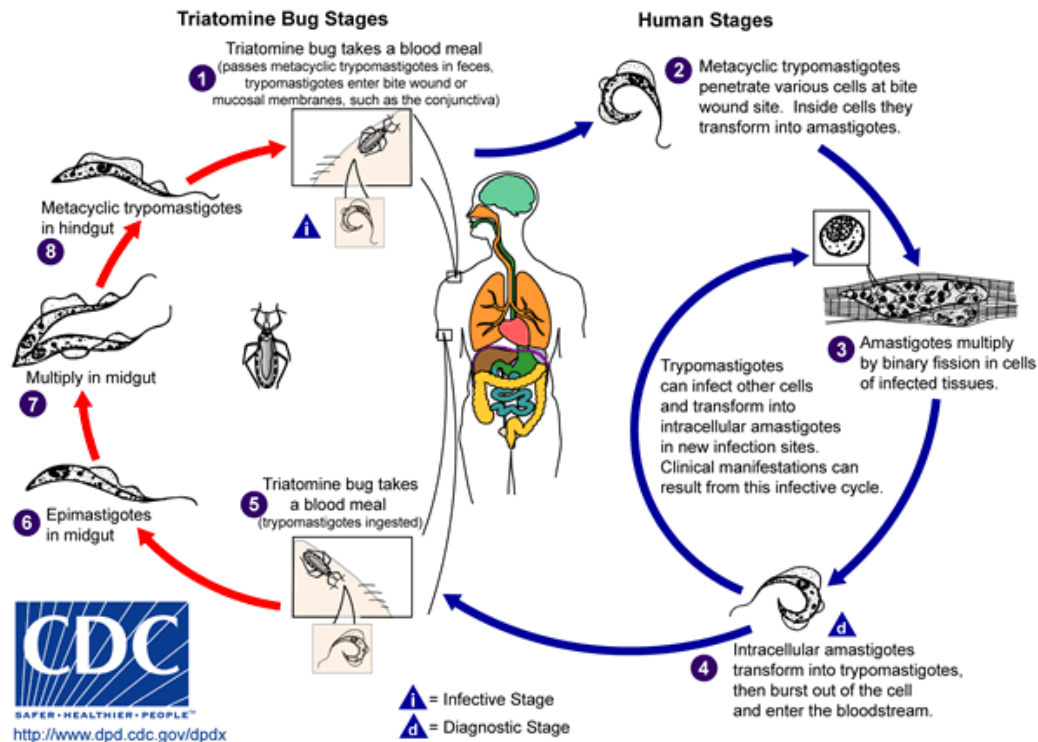 Triatomine Bug Stages
Human Stages
1
Triatomine bug takes a blood meal
(passes metacyclic trypomastigotes in feces,
trypomastigotes enter bite wound or
mucosal membranes, such as the conjunctiva)
i
2
Metacyclic trypomastigotes
penetrate various cells at bite
wound site. Inside cells they
transform into amastigotes.
3
Amastigotes multiply
by binary fission in cells
of infected tissues.
Trypomastigotes
can infect other cells
and transform into
intracellular amastigotes
in new infection sites.
Clinical manifestations can
result from this infective cycle.
d
4
Intracellular amastigotes
transform into trypomastigotes,
then burst out of the cell
and enter the bloodstream.
5
Triatomine bug takes
a blood meal
(trypomastigotes ingested)
6
Epimastigotes
in midgut
Multiply in midgut
7
Metacyclic trypomastigotes
in hindgut
8
i = Infective Stage
d = Diagnostic Stage
CDC
SAFER•HEALTHIER•PEOPLE™
http://www.dpd.cdc.gov/dpdx